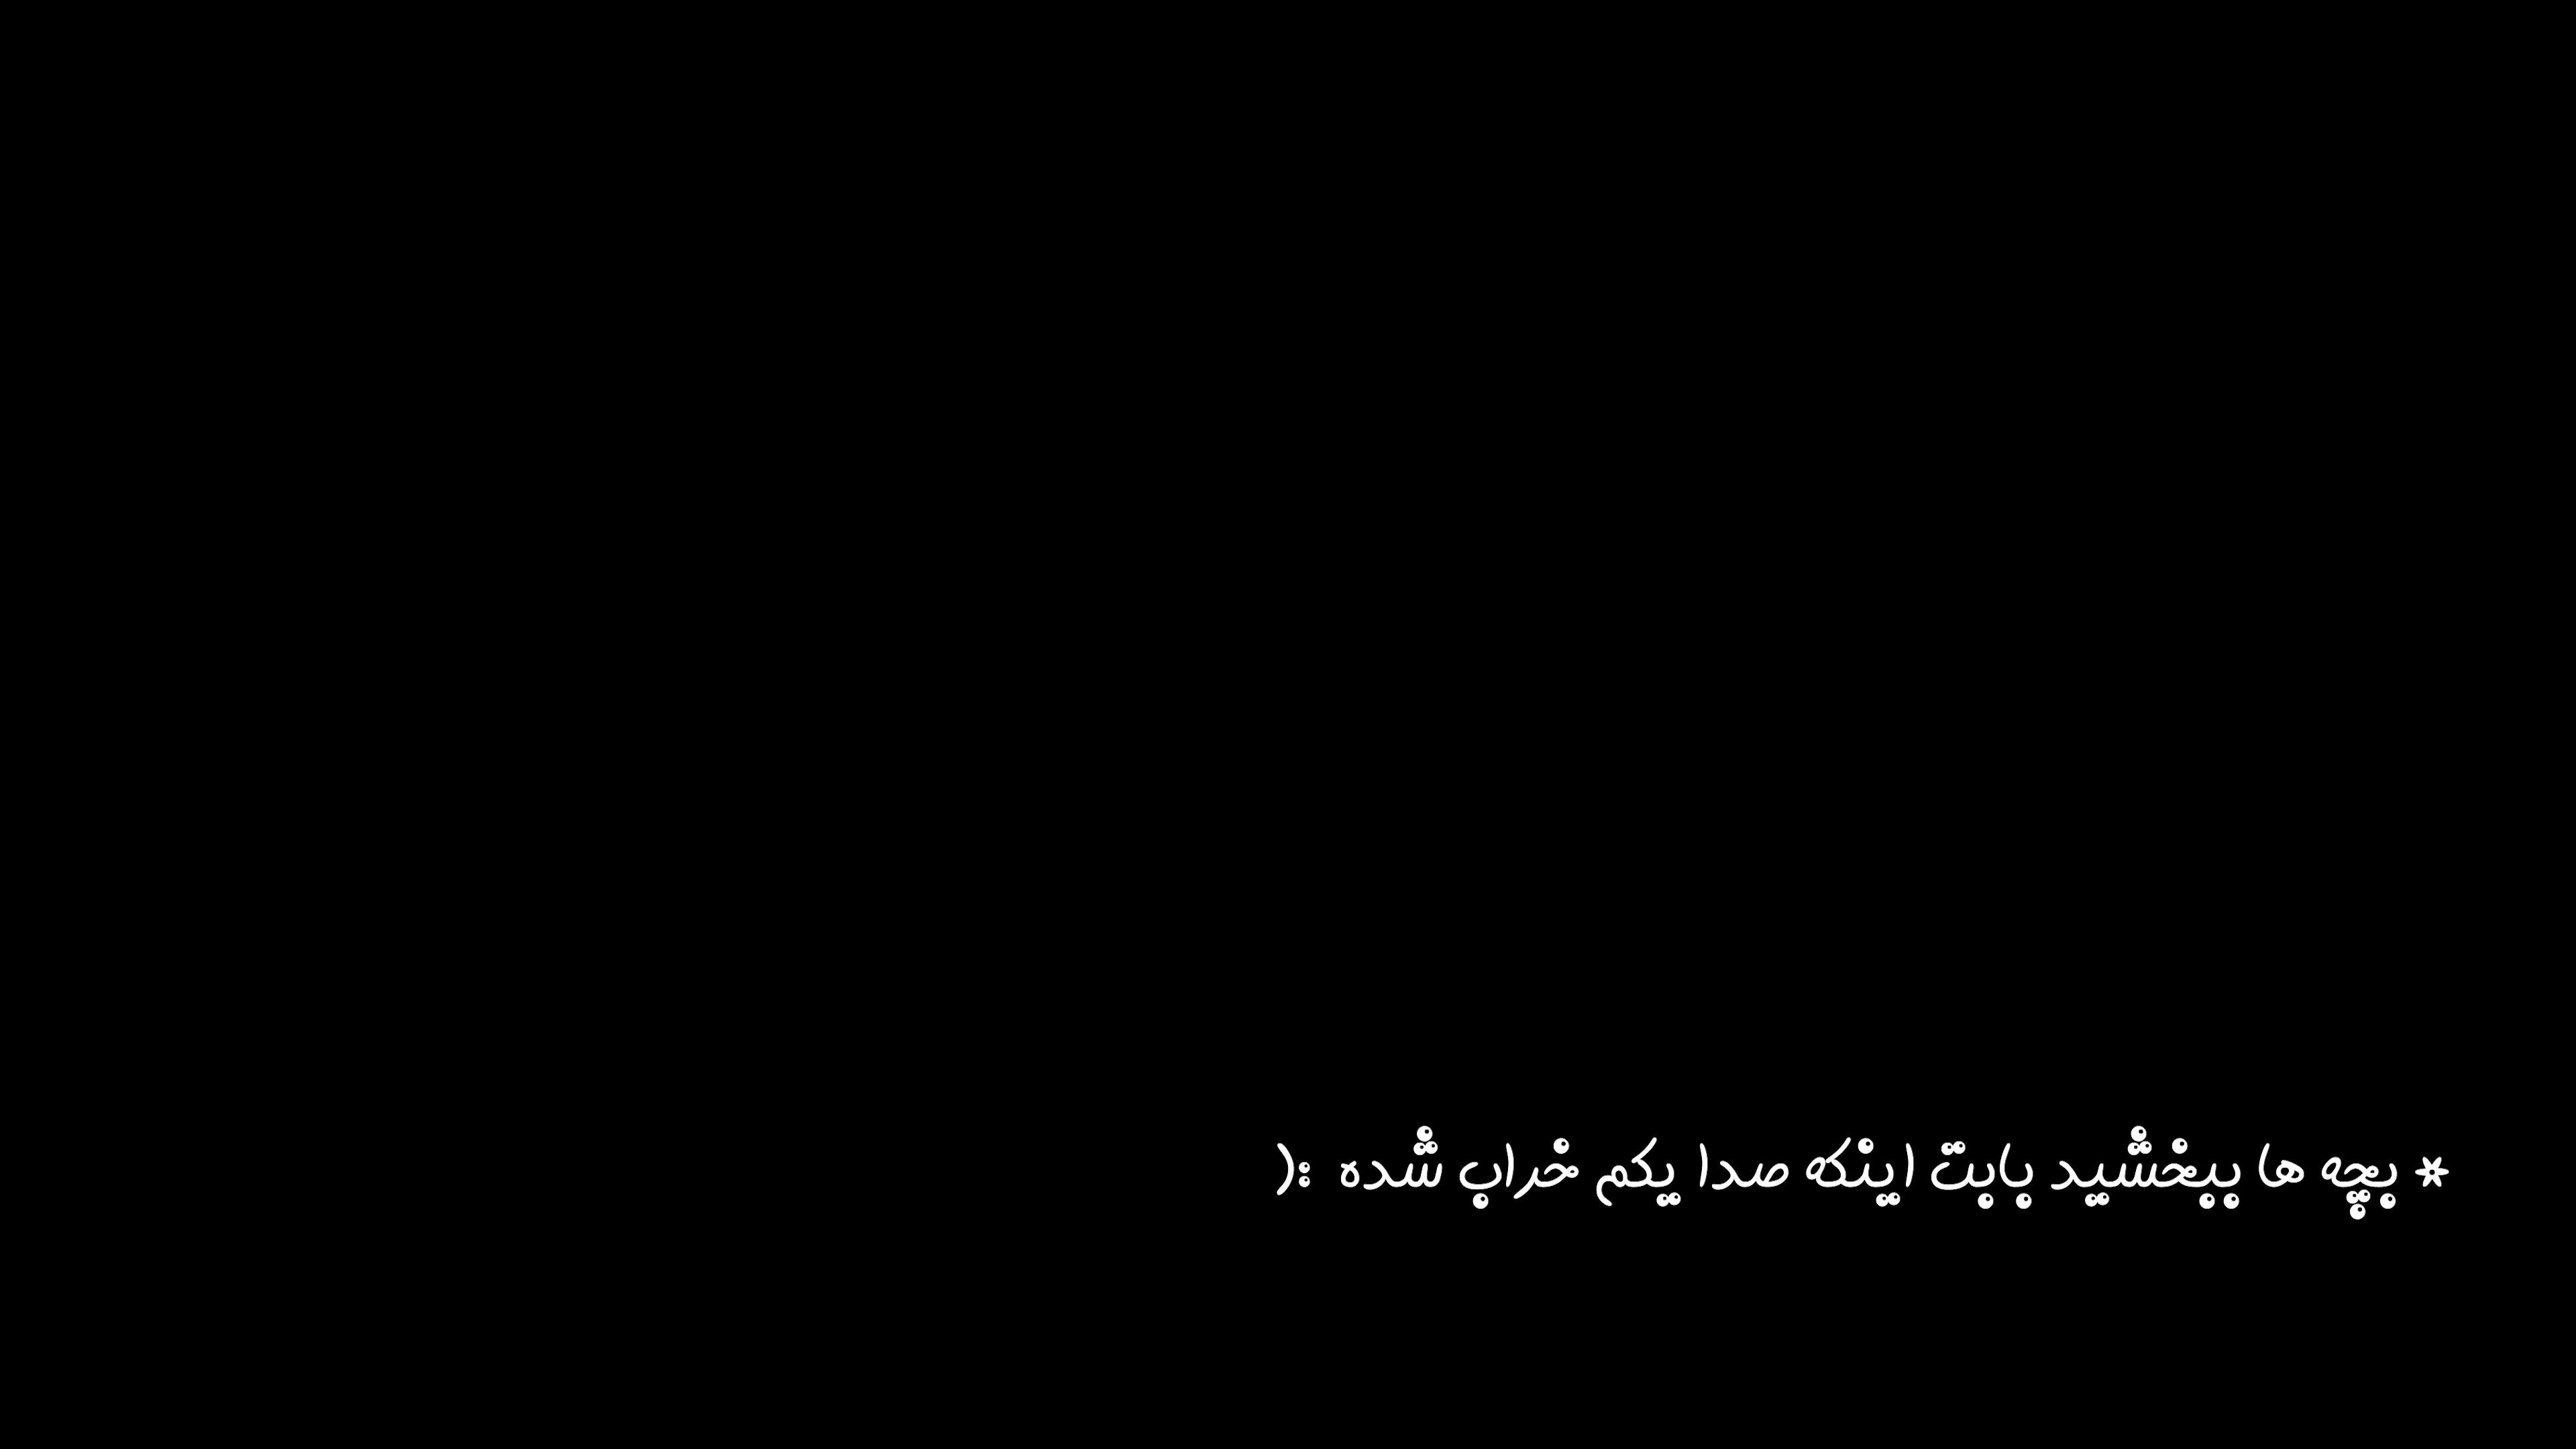 * بچه ها ببخشید بابت اینکه صدا یکم خراب شده :(